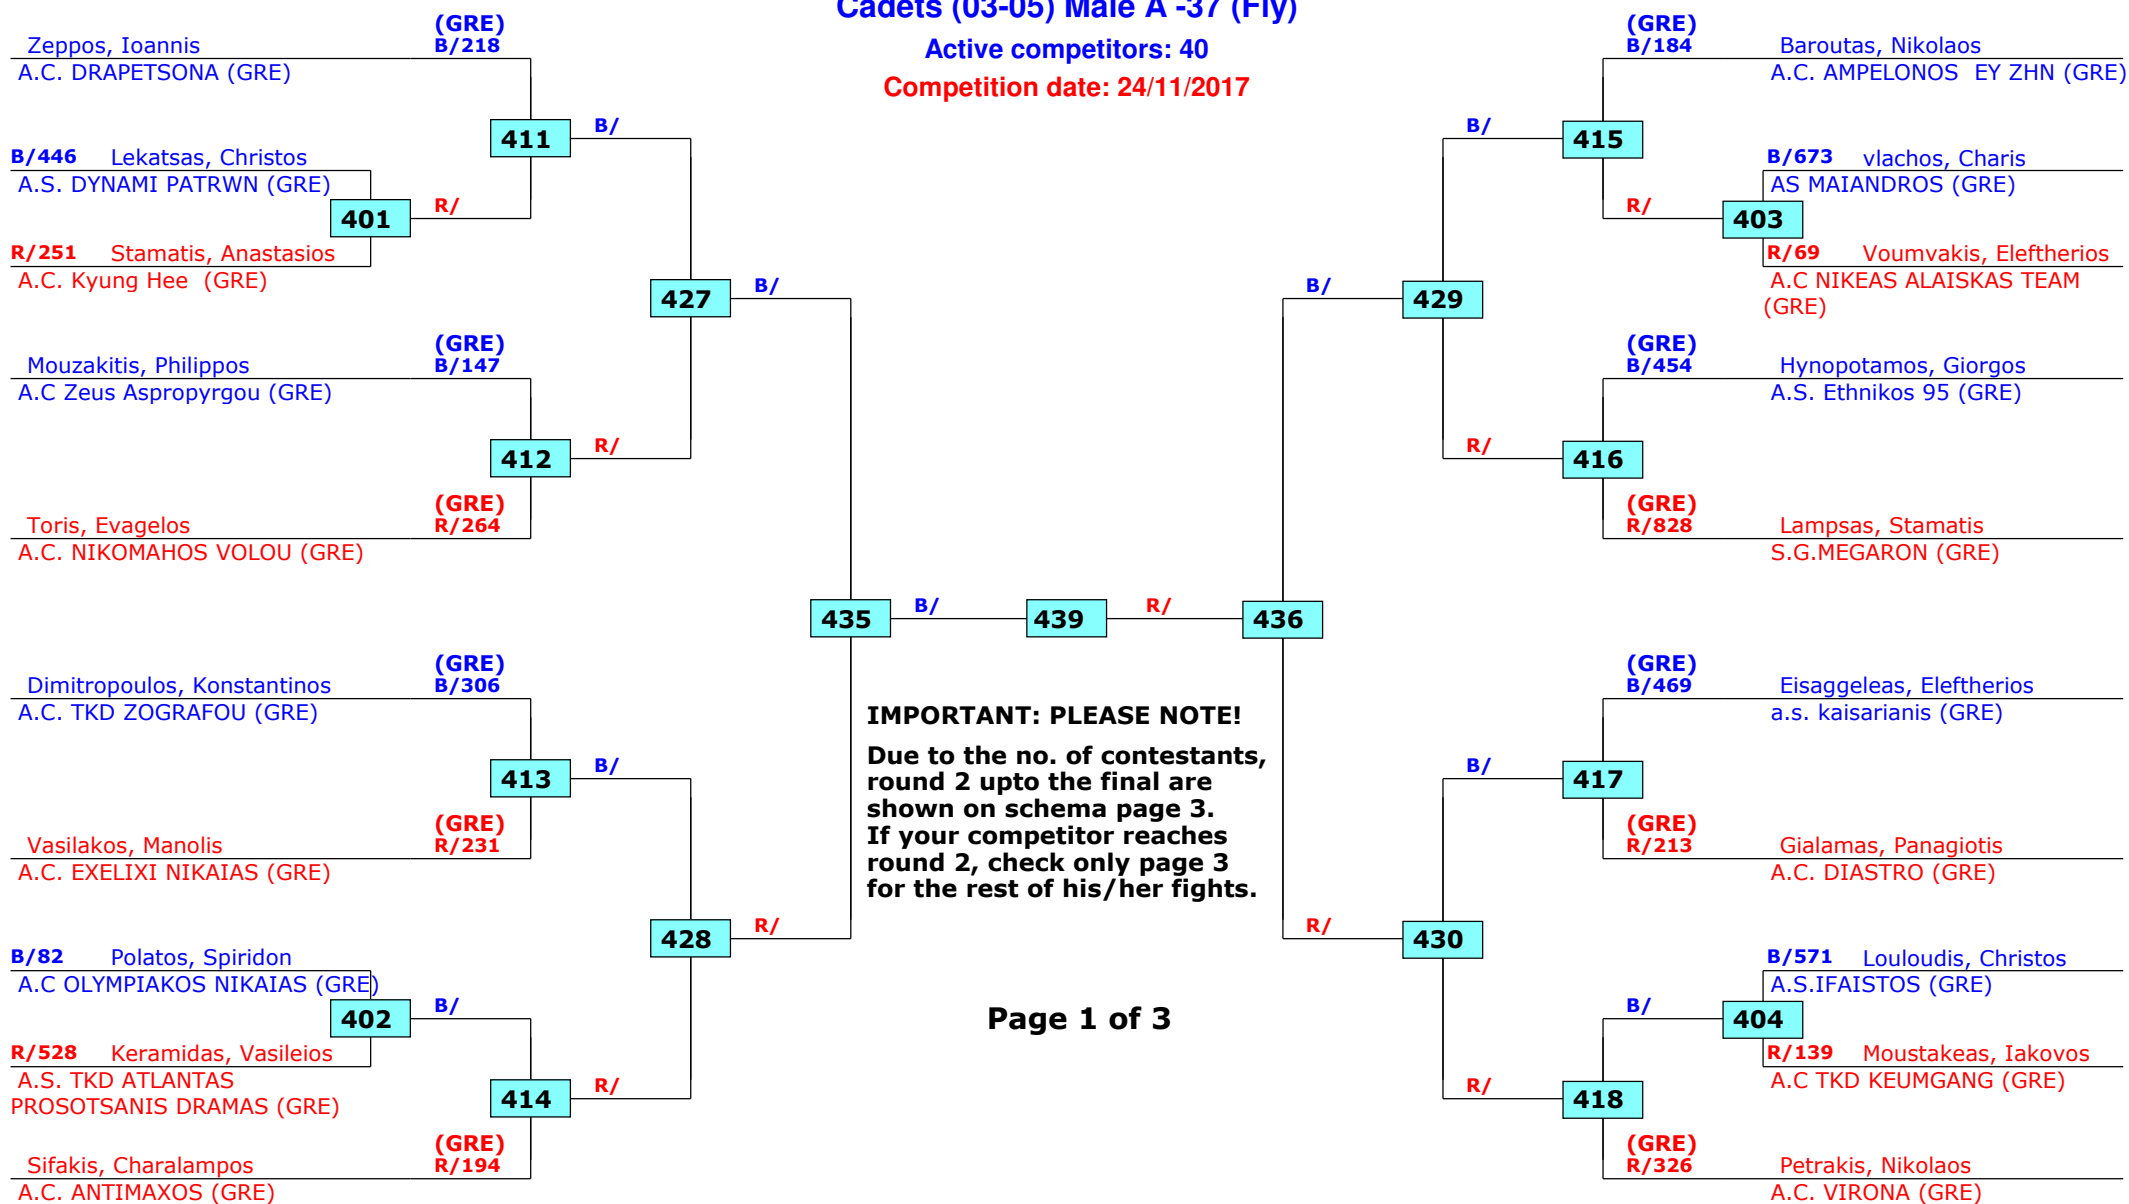 Cadets (03-05) Male A -37 (Fly)
Active competitors: 40
Competition date: 24/11/2017
(GRE)
Zeppos, Ioannis B/218
A.C. DRAPETSONA (GRE)
411
B/
B/446 Lekatsas, Christos
A.S. DYNAMI PATRWN (GRE)
401
R/
R/251 Stamatis, Anastasios
A.C. Kyung Hee (GRE)
427
B/
(GRE)
Mouzakitis, Philippos B/147
A.C Zeus Aspropyrgou (GRE)
412
R/
(GRE)
Toris, Evagelos R/264
A.C. NIKOMAHOS VOLOU (GRE)
435
B/
439
R/
436
(GRE)
Dimitropoulos, Konstantinos B/306
A.C. TKD ZOGRAFOU (GRE)
413
B/
(GRE)
Vasilakos, Manolis R/231
A.C. EXELIXI NIKAIAS (GRE)
428
R/
B/82 Polatos, Spiridon
A.C OLYMPIAKOS NIKAIAS (GRE)
402
B/
R/528 Keramidas, Vasileios
A.S. TKD ATLANTAS
PROSOTSANIS DRAMAS (GRE)
414
R/
(GRE)
Sifakis, Charalampos R/194
A.C. ANTIMAXOS (GRE)
IMPORTANT: PLEASE NOTE!
Due to the no. of contestants,
round 2 upto the final are
shown on schema page 3.
If your competitor reaches
round 2, check only page 3
for the rest of his/her fights.
Page 1 of 3
(GRE)
B/184 Baroutas, Nikolaos
A.C. AMPELONOS EY ZHN (GRE)
B/
415
B/673 vlachos, Charis
AS MAIANDROS (GRE)
R/
403
R/69 Voumvakis, Eleftherios
A.C NIKEAS ALAISKAS TEAM
(GRE)
B/
429
(GRE)
B/454 Hynopotamos, Giorgos
A.S. Ethnikos 95 (GRE)
R/
416
(GRE)
R/828 Lampsas, Stamatis
S.G.MEGARON (GRE)
(GRE)
B/469 Eisaggeleas, Eleftherios
a.s. kaisarianis (GRE)
B/
417
(GRE)
R/213 Gialamas, Panagiotis
A.C. DIASTRO (GRE)
R/
430
B/571 Louloudis, Christos
A.S.IFAISTOS (GRE)
B/
404
R/139 Moustakeas, Iakovos
A.C TKD KEUMGANG (GRE)
R/
418
(GRE)
R/326 Petrakis, Nikolaos
A.C. VIRONA (GRE)